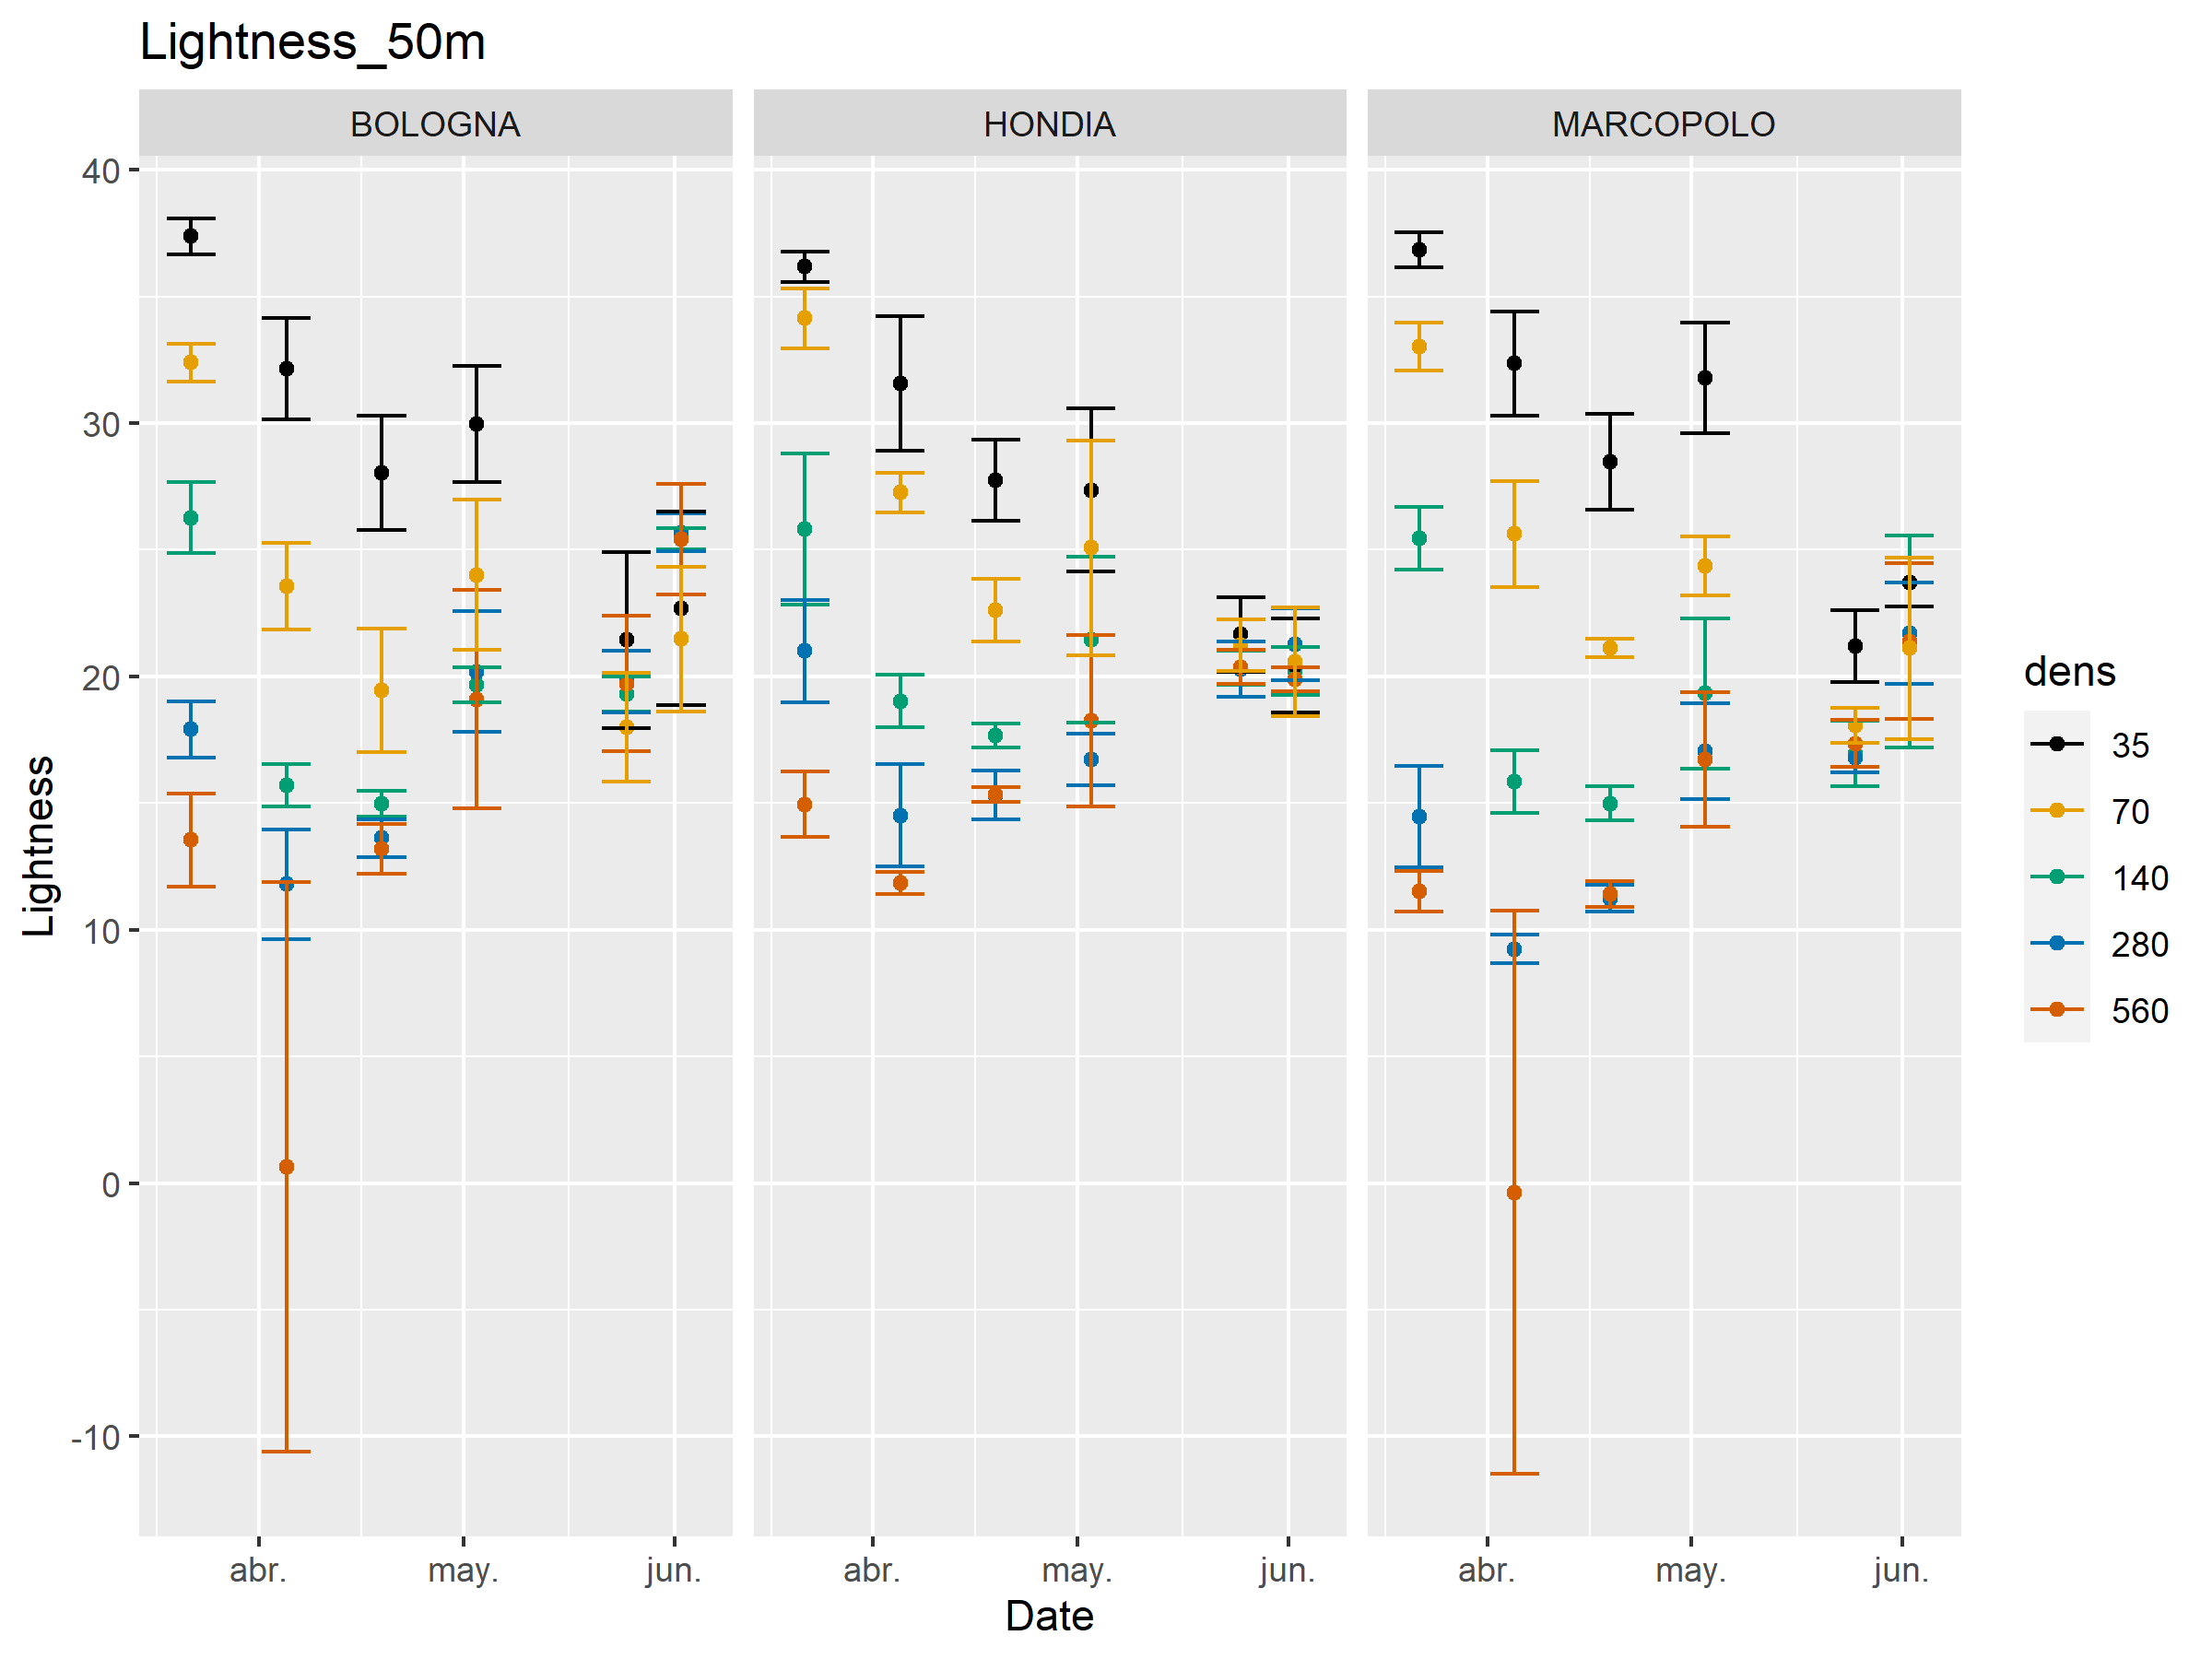 Lightness_50m
BOLOGNA HONDIA MARCOPOLO
40
30
20
10
0
-10
Lightness
abr. may. jun. abr. may. jun. abr. may. jun.
Date
dens
35
70
140
280
560